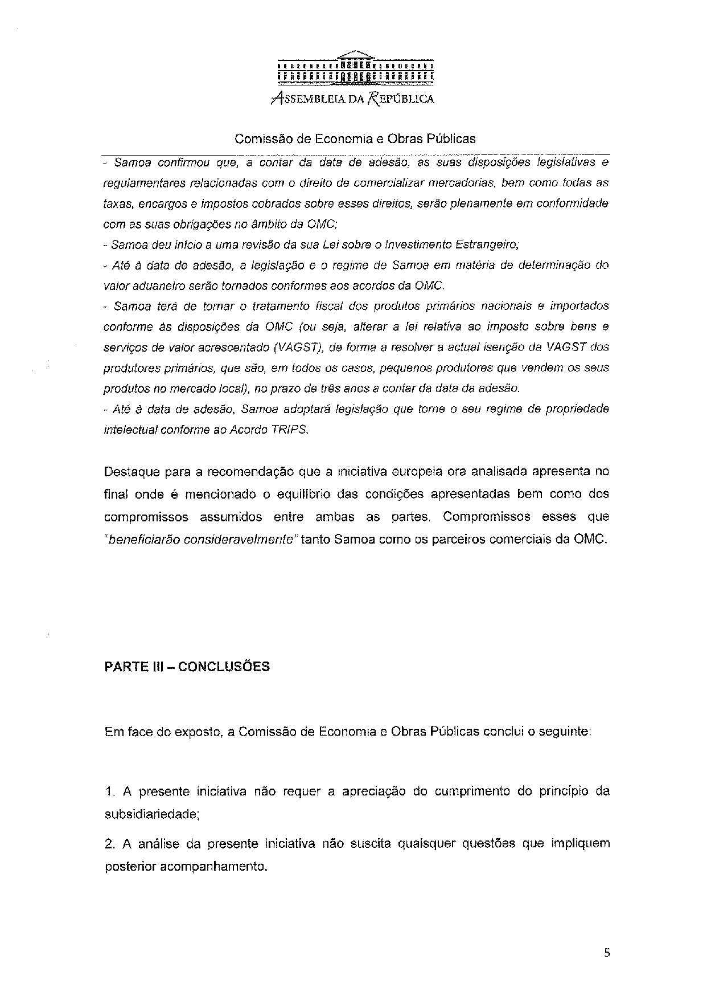 ASSEMBLEIA DA REPÚBLICA
Comissão de Economia e Obras Públicas
- Samoa confirmou que, a contar da data de adesão, as suas disposições legislativas e
regulamentares relacionadas com o direito de comercializar mercadorias, bem como todas as
taxas, encargos e impostos cobrados sobre esses direitos, serão plenamente em conformidade
com as suas obrigações no âmbito da OMC;
- Samoa deu início a uma revisão da sua Lei sobre o Investimento Estrangeiro;
- Até à data de adesão, a legislação e o regime de Samoa em matéria de determinação do
valor aduaneiro serão tornados conformes aos acordos da OMC.
- Samoa terá de tornar o tratamento fiscal dos produtos primários nacionais e importados
conforme às disposições da OMC (ou seja, alterar a lei relativa ao imposto sobre bens e
serviços de valor acrescentado (VAGST), de forma a resolver a actual isenção da VAGST dos
produtores primários, que são, em todos os casos, pequenos produtores que vendem os seus
produtos no mercado local), no prazo de três anos a contar da data da adesão.
- Até à data de adesão, Samoa adoptará legislação que torne o seu regime de propriedade
intelectual conforme ao Acordo TRIPS.
Destaque para a recomendação que a iniciativa europeia ora analisada apresenta no
final onde é mencionado o equilíbrio das condições apresentadas bem como dos
compromissos assumidos entre ambas as partes. Compromissos esses que
"beneficiarão consideravelmente" tanto Samoa como os parceiros comerciais da OMC.
PARTE III – CONCLUSÕES
Em face do exposto, a Comissão de Economia e Obras Públicas conclui o seguinte:
1. A presente iniciativa não requer a apreciação do cumprimento do princípio da
subsidiariedade;
2. A análise da presente iniciativa não suscita quaisquer questões que impliquem
posterior acompanhamento.
5